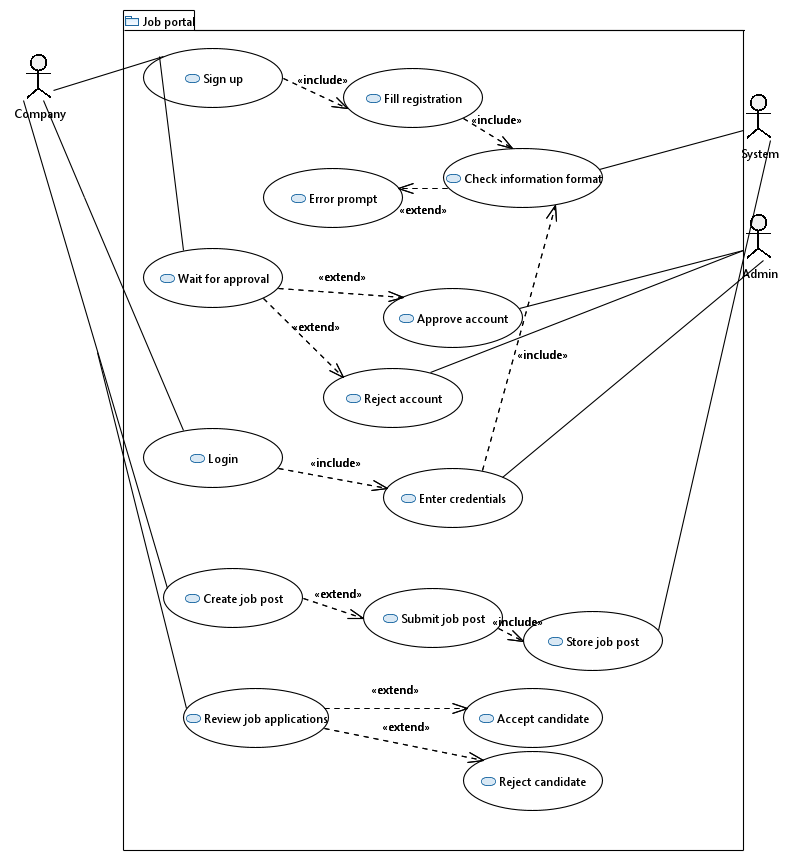 Job portal
Company
Sign up
«include»
Fill registration
«include»
System
Check information format
Error prompt
«extend»
Admin
Wait for approval
«extend»
Approve account
«extend»
«include»
Reject account
Login
«include»
Enter credentials
Create job post
«extend»
Submit job post
«include»
Store job post
Review job applications
«extend»
Accept candidate
«extend»
Reject candidate